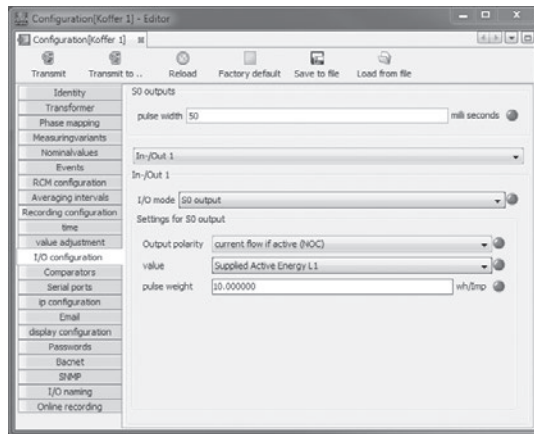 Configuration[Koffer 1] - Editor
Configuration[Koffer 1]
Transmit
Transmit to ..
Reload
Factory default
Save to file
Load from file
Identity
Transformer
Phase mapping
Measuringvariants
Nominalvalues
Events
RCM configuration
Averaging intervals
Recording configuration
time
value adjustment
I/O configuration
Comparators
Serial ports
ip configuration
Email
display configuration
Passwords
Bacnet
SNMP
I/O naming
Online recording
S0 outputs
pulse width 50 milli seconds
In-/Out 1
In-/Out 1
I/O mode S0 output
Settings for S0 output
Output polarity current flow if active (NOC)
value Supplied Active Energy L1
pulse weight 10.000000 wh/Imp